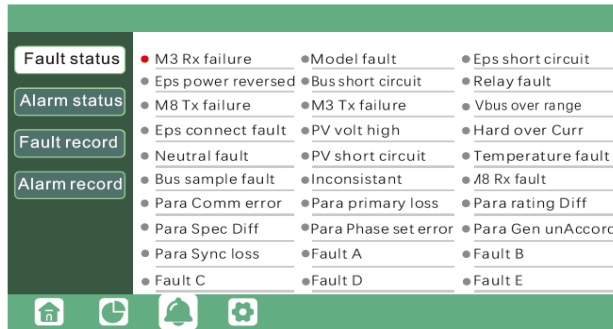 Fault status
Alarm status
Fault record
Alarm record
M3 Rx failure Model fault Eps short circuit
Eps power reversed Bus short circuit Relay fault
M8 Tx failure M3 Tx failure Vbus over range
Eps connect fault PV volt high Hard over Curr
Neutral fault PV short circuit Temperature fault
Bus sample fault Inconsistant Rx fault
Para Comm error Para primary loss Para rating Diff
Para Spec Diff Para Phase set error Para Gen unAccord
Para Sync loss Fault A Fault B
Fault C Fault D Fault E